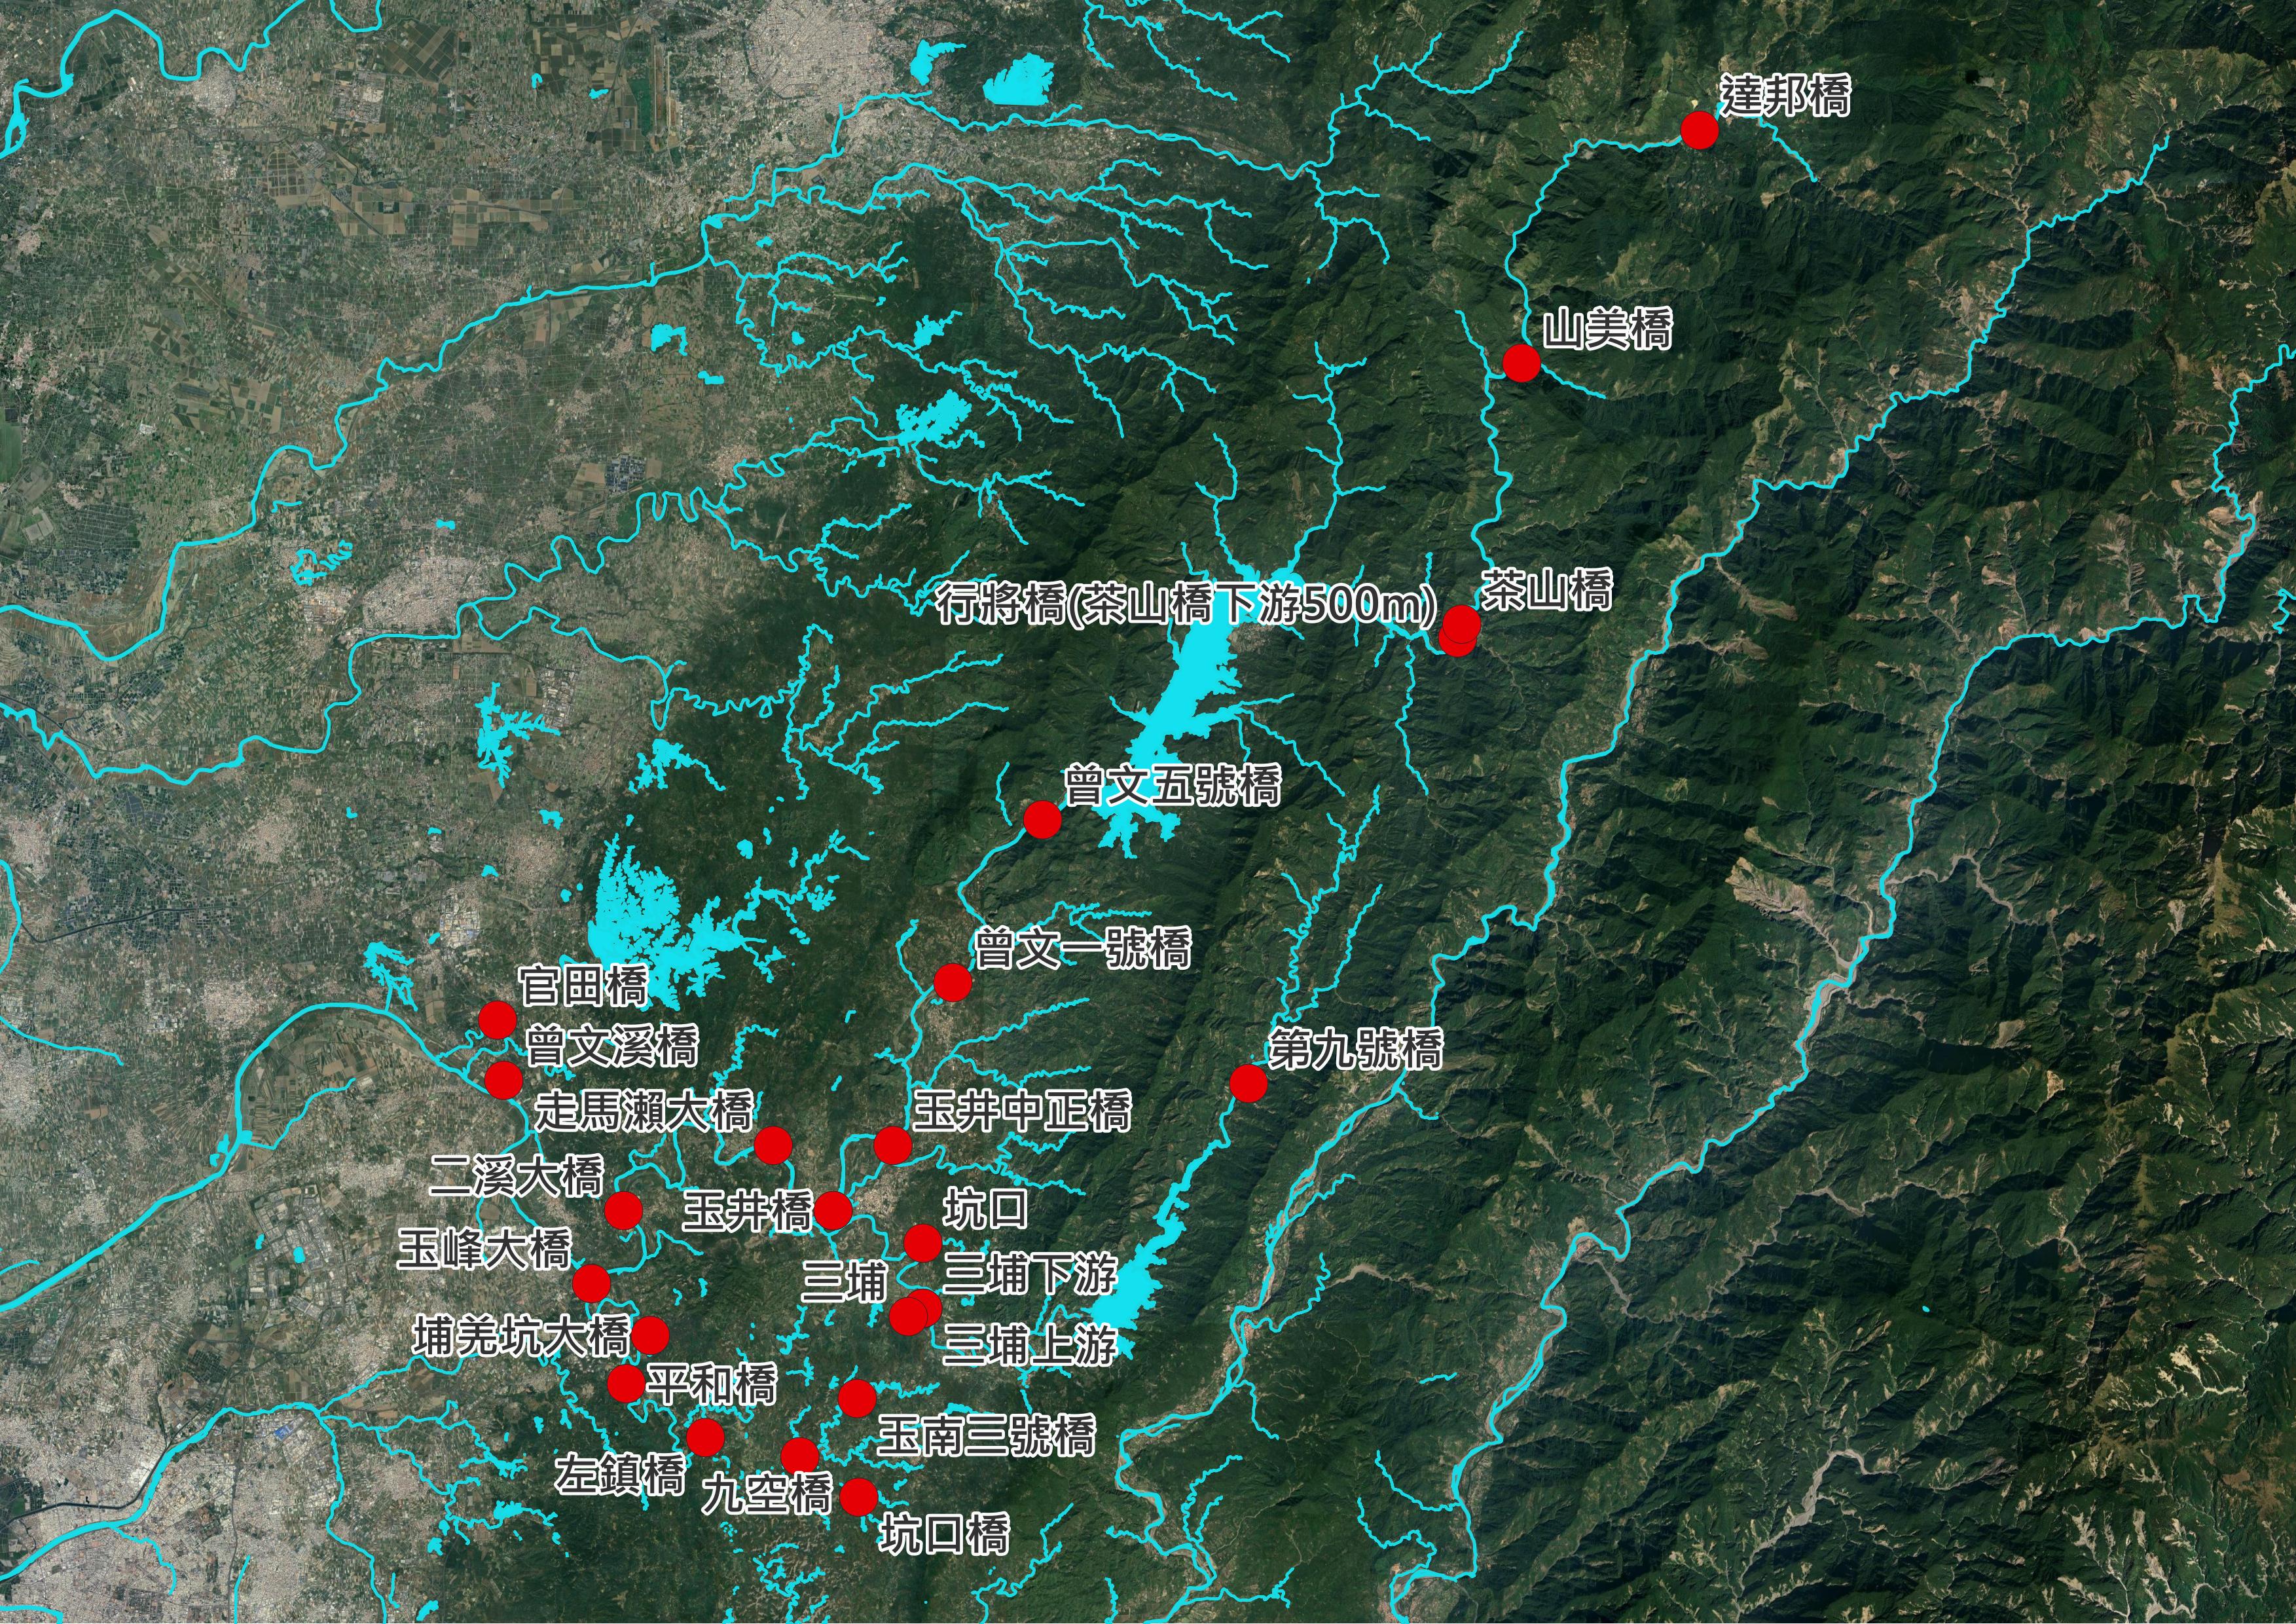 達邦橋
山美橋
茶山橋
行將橋(茶山橋下游500m)
曾文五號橋
曾文一號橋
官田橋
曾文溪橋
第九號橋
走馬瀨大橋
玉井中正橋
二溪大橋
玉井橋
坑口
玉峰大橋
三埔下游
三埔
埔羌坑大橋
三埔上游
平和橋
玉南三號橋
左鎮橋
九空橋
坑口橋